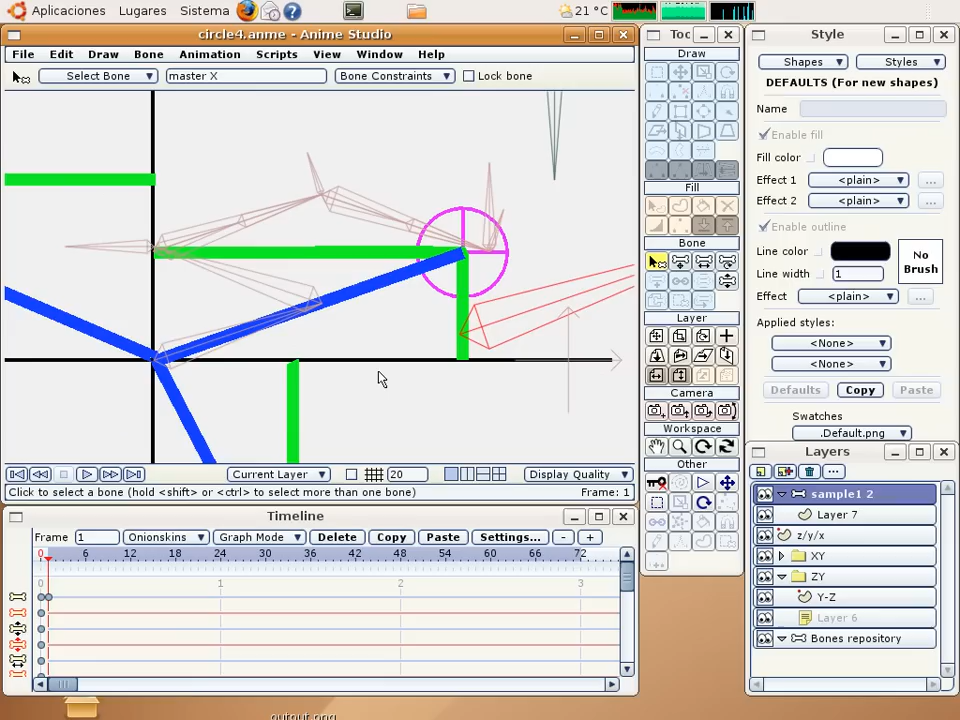 Aplicaciones Lugares Sistema 21 °C
circle4.anme - Anime Studio
File Edit Draw Bone Animation Scripts View Window Help
Select Bone master X Bone Constraints Lock bone
Current Layer 20 Display Quality
Click to select a bone (hold <shift> or <ctrl> to select more than one bone) Frame: 1
Timeline
Frame 1 Onionskins Graph Mode Delete Copy Paste Settings... - +
0 6 12 18 24 30 36 42 48 54 60 66 72
0 1 2 3
output.png
Toc
Draw
Fill
Bone
Layer
Camera
Workspace
Other
Style
Shapes Styles
DEFAULTS (For new shapes)
Name
Enable fill
Fill color
Effect 1 <plain> ...
Effect 2 <plain> ...
Enable outline
Line color
Line width 1
No Brush
Effect <plain> ...
Applied styles:
<None>
<None>
Defaults Copy Paste
Swatches
.Default.png
Layers
...
sample1 2
Layer 7
z/y/x
XY
ZY
Y-Z
Layer 6
Bones repository